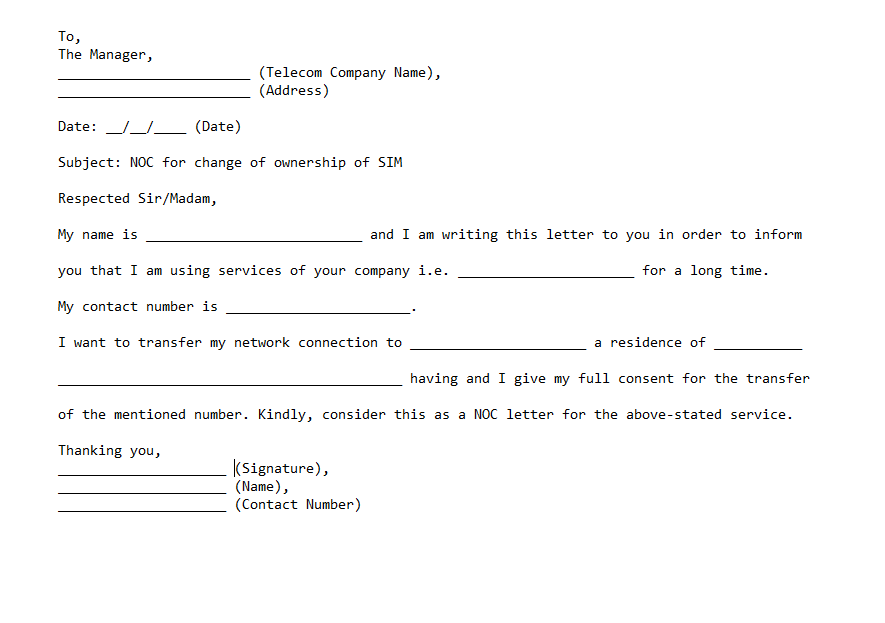 To,
The Manager,
________________________ (Telecom Company Name),
________________________ (Address)
Date: __/__/____ (Date)
Subject: NOC for change of ownership of SIM
Respected Sir/Madam,
My name is ___________________________ and I am writing this letter to you in order to inform
you that I am using services of your company i.e. ______________________ for a long time.
My contact number is _______________________.
I want to transfer my network connection to ______________________ a residence of ___________
___________________________________________ having and I give my full consent for the transfer
of the mentioned number. Kindly, consider this as a NOC letter for the above-stated service.
Thanking you,
_____________________ (Signature),
_____________________ (Name),
_____________________ (Contact Number)